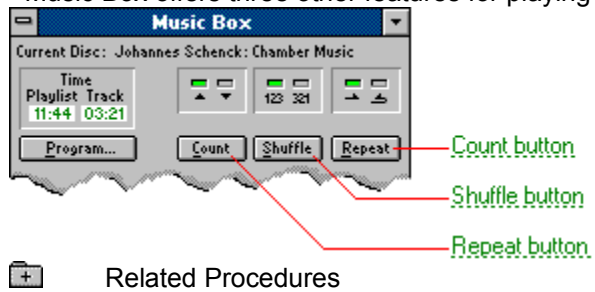 Music Box offers three other features for playing
Music Box
Current Disc: Johannes Schenck: Chamber Music
Time
Playlist Track
11:44 03:21
123 321
Program... Count Shuffle Repeat
Count button
Shuffle button
Repeat button
Related Procedures